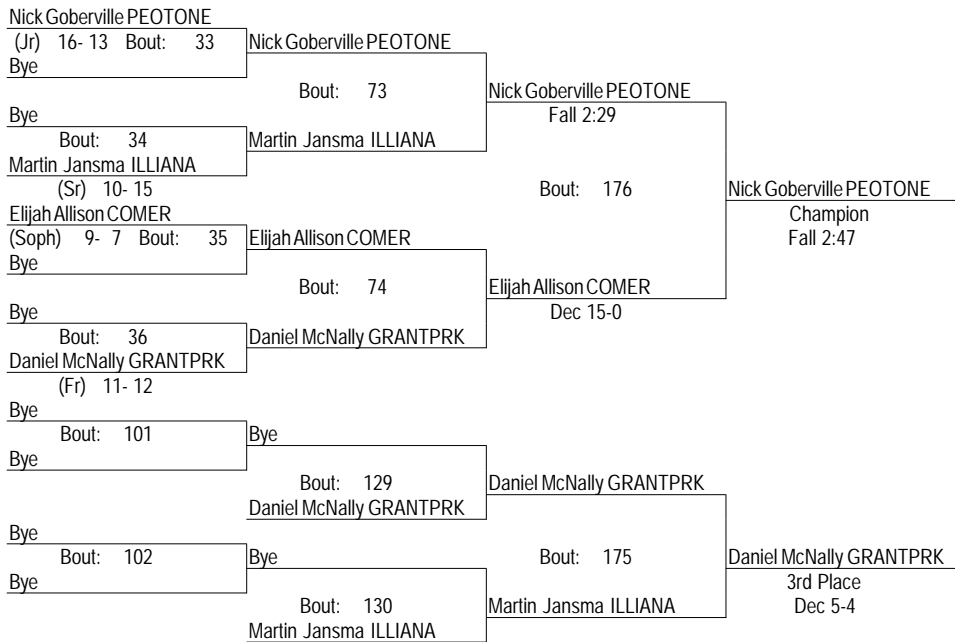 Nick Goberville PEOTONE
(Jr) 16- 13 Bout: 33 Nick Goberville PEOTONE
Bye
Bout: 73 Nick Goberville PEOTONE
Bye Fall 2:29
Bout: 34 Martin Jansma ILLIANA
Martin Jansma ILLIANA
(Sr) 10- 15 Bout: 176 Nick Goberville PEOTONE
Elijah Allison COMER Champion
(Soph) 9- 7 Bout: 35 Elijah Allison COMER Fall 2:47
Bye
Bout: 74 Elijah Allison COMER
Bye Dec 15-0
Bout: 36 Daniel McNally GRANTPRK
Daniel McNally GRANTPRK
(Fr) 11- 12
Bye
Bout: 101 Bye
Bye
Bout: 129 Daniel McNally GRANTPRK
Daniel McNally GRANTPRK
Bye
Bout: 102 Bye Bout: 175 Daniel McNally GRANTPRK
Bye 3rd Place
Bout: 130 Martin Jansma ILLIANA Dec 5-4
Martin Jansma ILLIANA